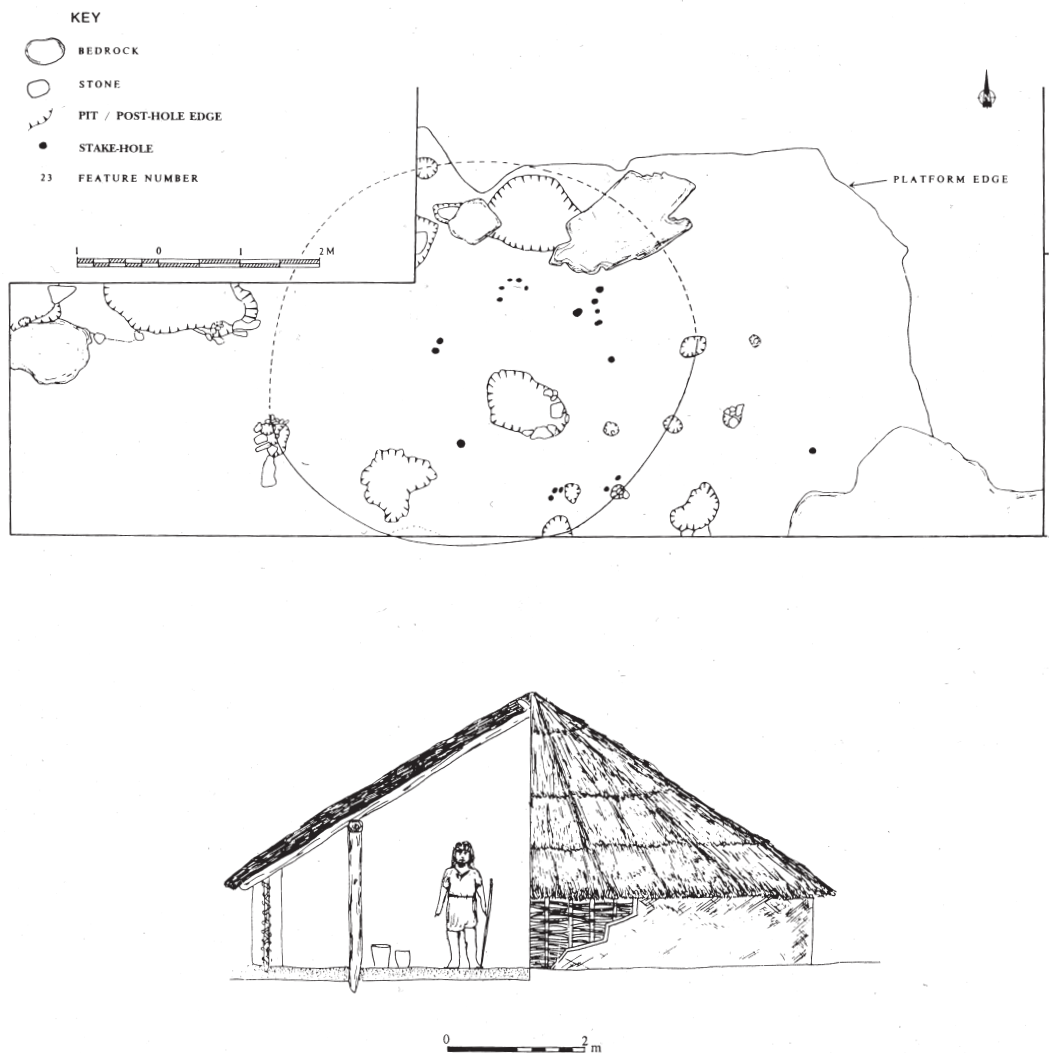 KEY
BEDROCK
STONE
PIT / POST-HOLE EDGE
STAKE-HOLE
23 FEATURE NUMBER
1 0 1 2 M
N
PLATFORM EDGE
0 2 m